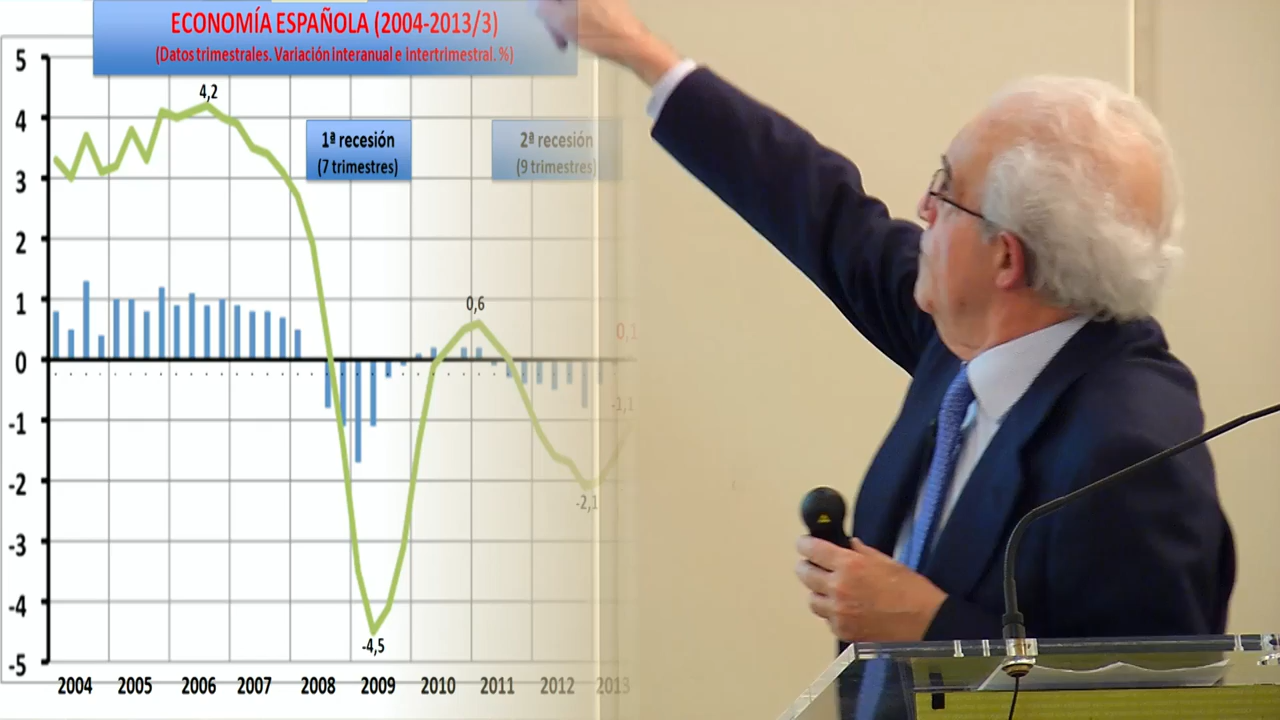 ECONOMÍA ESPAÑOLA (2004-2013/3)
(Datos trimestrales. Variación interanual e intertrimestral. %)
5
4
3
2
1
0
-1
-2
-3
-4
-5
4,2
1ª recesión
(7 trimestres)
2ª recesión
(9 trimestres)
0,6
0,1
-1,1
-2,1
-4,5
2004 2005 2006 2007 2008 2009 2010 2011 2012 2013